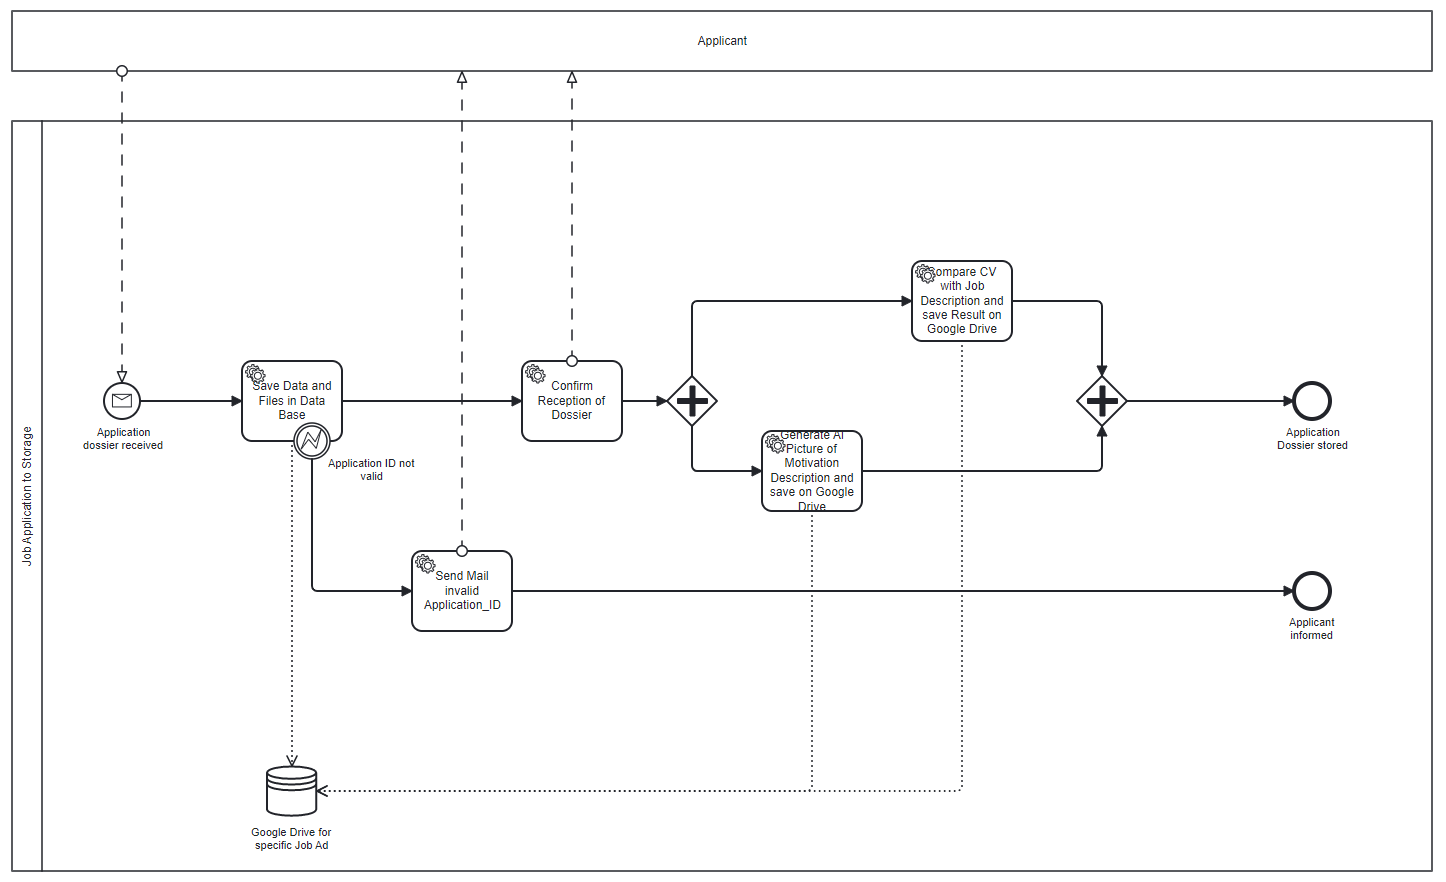 Applicant
Job Application to Storage
Application
dossier received
Save Data and
Files in Data
Base
Application ID not
valid
Confirm
Reception of
Dossier
ompare CV
with Job
Description and
save Result on
Google Drive
Generate AI
Picture of
Motivation
Description and
save on Google
Drive
Application
Dossier stored
Send Mail
invalid
Application_ID
Applicant
informed
Google Drive for
specific Job Ad